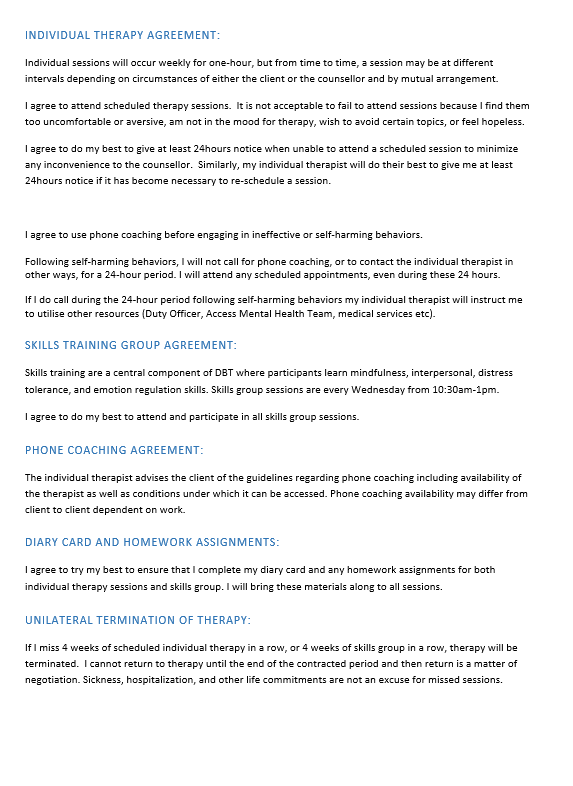 INDIVIDUAL THERAPY AGREEMENT:
Individual sessions will occur weekly for one-hour, but from time to time, a session may be at different
intervals depending on circumstances of either the client or the counsellor and by mutual arrangement.
I agree to attend scheduled therapy sessions.  It is not acceptable to fail to attend sessions because I find them
too uncomfortable or aversive, am not in the mood for therapy, wish to avoid certain topics, or feel hopeless.
I agree to do my best to give at least 24hours notice when unable to attend a scheduled session to minimize
any inconvenience to the counsellor.  Similarly, my individual therapist will do their best to give me at least
24hours notice if it has become necessary to re-schedule a session.
I agree to use phone coaching before engaging in ineffective or self-harming behaviors.
Following self-harming behaviors, I will not call for phone coaching, or to contact the individual therapist in
other ways, for a 24-hour period. I will attend any scheduled appointments, even during these 24 hours.
If I do call during the 24-hour period following self-harming behaviors my individual therapist will instruct me
to utilise other resources (Duty Officer, Access Mental Health Team, medical services etc).
SKILLS TRAINING GROUP AGREEMENT:
Skills training are a central component of DBT where participants learn mindfulness, interpersonal, distress
tolerance, and emotion regulation skills. Skills group sessions are every Wednesday from 10:30am-1pm.
I agree to do my best to attend and participate in all skills group sessions.
PHONE COACHING AGREEMENT:
The individual therapist advises the client of the guidelines regarding phone coaching including availability of
the therapist as well as conditions under which it can be accessed. Phone coaching availability may differ from
client to client dependent on work.
DIARY CARD AND HOMEWORK ASSIGNMENTS:
I agree to try my best to ensure that I complete my diary card and any homework assignments for both
individual therapy sessions and skills group. I will bring these materials along to all sessions.
UNILATERAL TERMINATION OF THERAPY:
If I miss 4 weeks of scheduled individual therapy in a row, or 4 weeks of skills group in a row, therapy will be
terminated.  I cannot return to therapy until the end of the contracted period and then return is a matter of
negotiation. Sickness, hospitalization, and other life commitments are not an excuse for missed sessions.